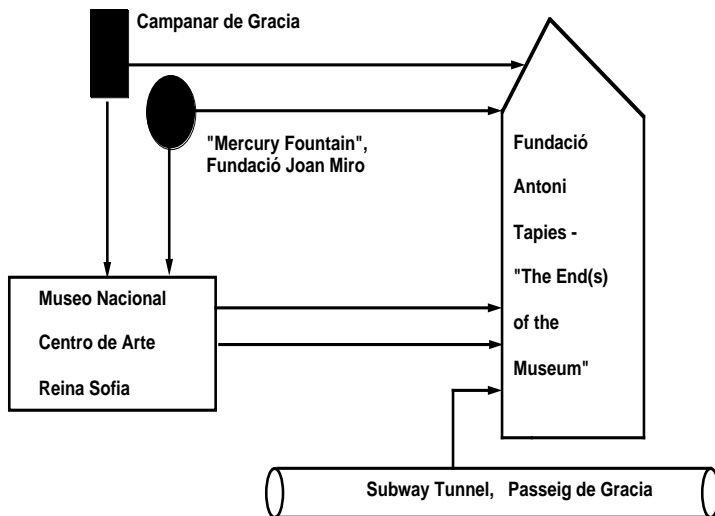 Campanar de Gracia
"Mercury Fountain",
Fundació Joan Miro
Fundació
Antoni
Tapies -
"The End(s)
of the
Museum"
Museo Nacional
Centro de Arte
Reina Sofia
Subway Tunnel, Passeig de Gracia